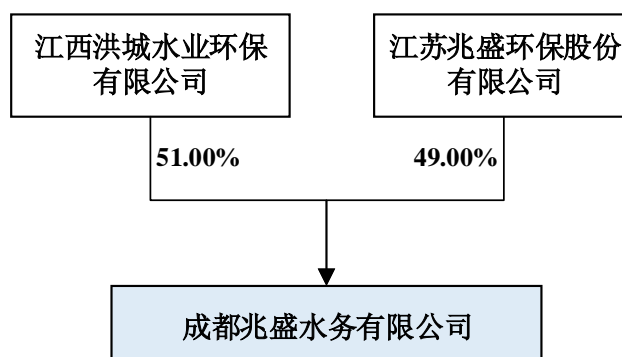 江西洪城水业环保
有限公司
江苏兆盛环保股份
有限公司
51.00%
49.00%
成都兆盛水务有限公司